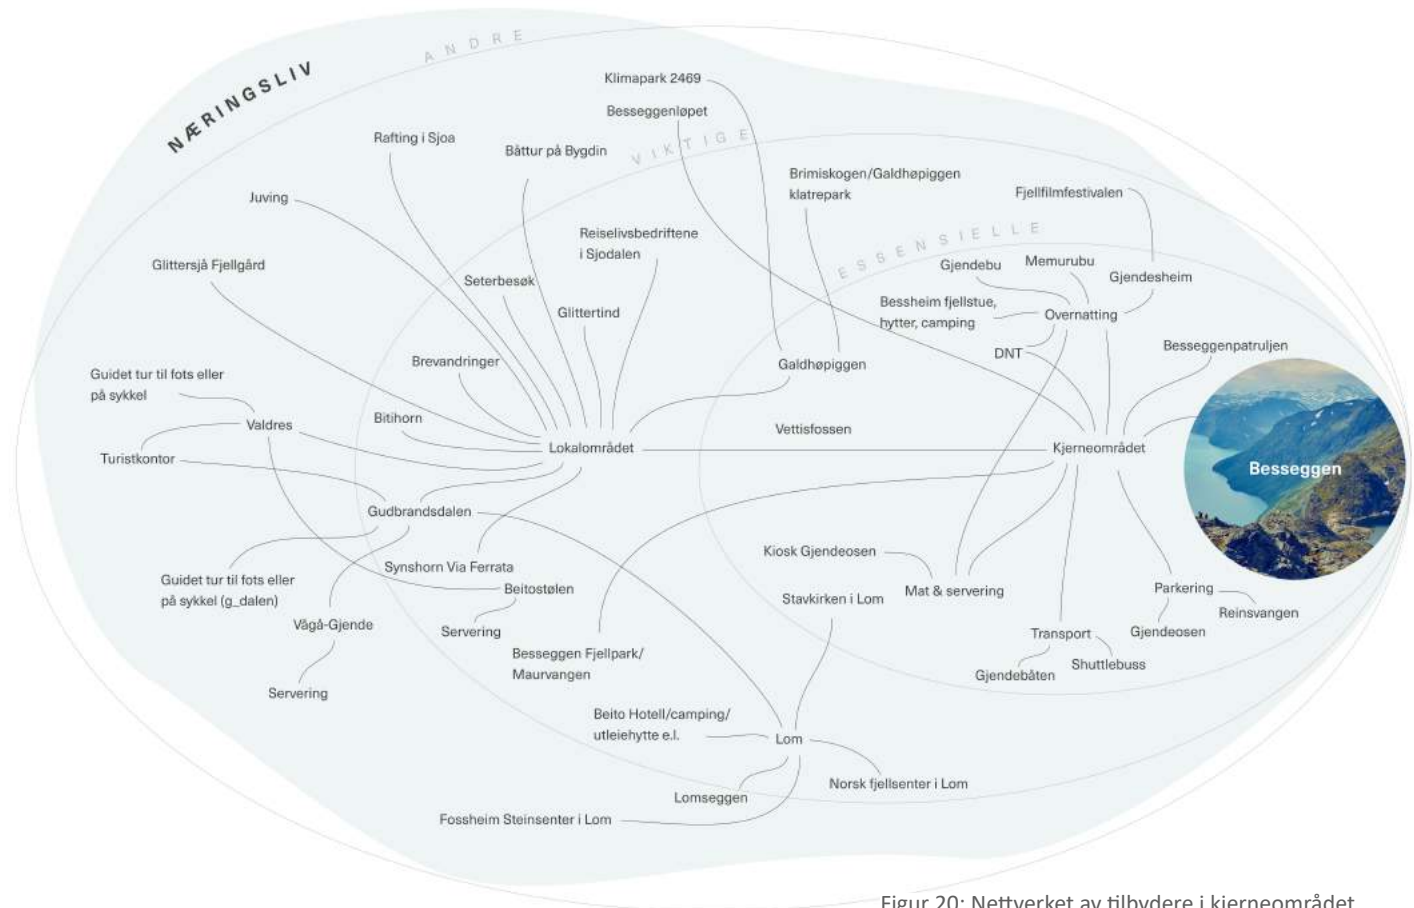 ANDRE
NÆRINGSLIV
Klimapark 2469
Besseggenløpet
VIKTIGE
Rafting i Sjoa
Båttur på Bygdin
Brimiskogen/Galdhøpiggen
klatrepark
Fjellfilmfestivalen
Juving
Reiselivsbedriftene
i Sjodalen
ESSENSIELLE
Glittersjå Fjellgård
Gjendebu
Memurubu
Gjendesheim
Seterbesøk
Glittertind
Bessheim fjellstue,
hytter, camping
Overnatting
DNT
Besseggenpatruljen
Brevandringer
Galdhøpiggen
Guidet tur til fots eller
på sykkel
Bitihorn
Valdres
Vettisfossen
Turistkontor
Lokalområdet
Kjerneområdet
Besseggen
Gudbrandsdalen
Synshorn Via Ferrata
Kiosk Gjendeosen
Guidet tur til fots eller
på sykkel (g_dalen)
Beitostølen
Stavkirken i Lom
Mat & servering
Parkering
Reinsvangen
Vågå-Gjende
Servering
Transport
Gjendeosen
Besseggen Fjellpark/
Maurvangen
Shuttlebuss
Gjendebåten
Servering
Beito Hotell/camping/
utleiehytte e.l.
Lom
Norsk fjellsenter i Lom
Lomseggen
Fossheim Steinsenter i Lom
Figur 20: Nettverket av tilbydere i kjerneområdet